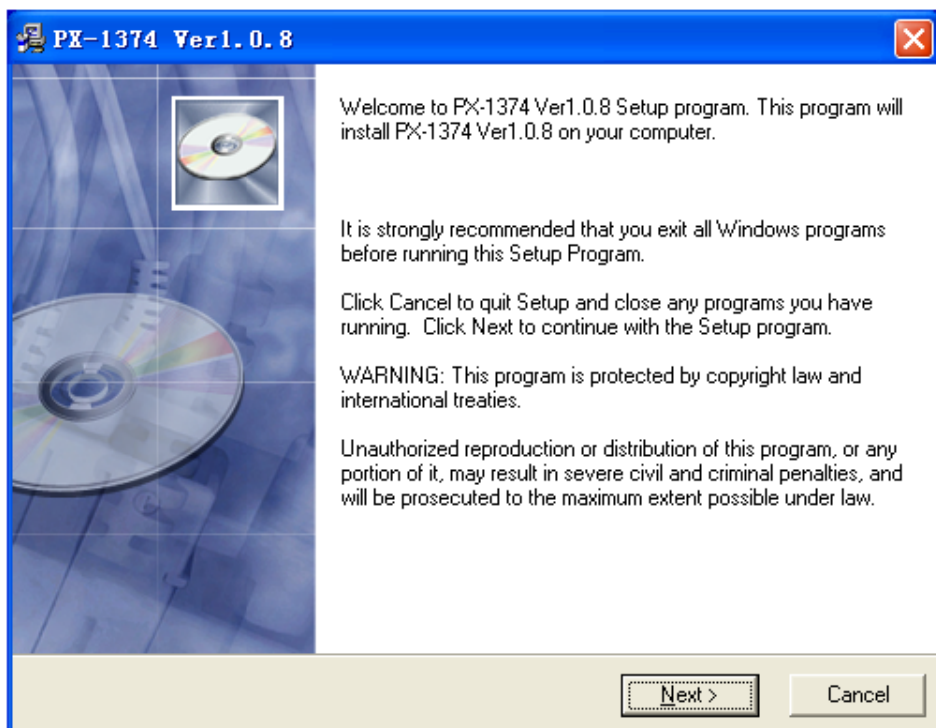 PX-1374 Ver1.0.8
Welcome to PX-1374 Ver1.0.8 Setup program. This program will
install PX-1374 Ver1.0.8 on your computer.
It is strongly recommended that you exit all Windows programs
before running this Setup Program.
Click Cancel to quit Setup and close any programs you have
running. Click Next to continue with the Setup program.
WARNING: This program is protected by copyright law and
international treaties.
Unauthorized reproduction or distribution of this program, or any
portion of it, may result in severe civil and criminal penalties, and
will be prosecuted to the maximum extent possible under law.
Next >
Cancel